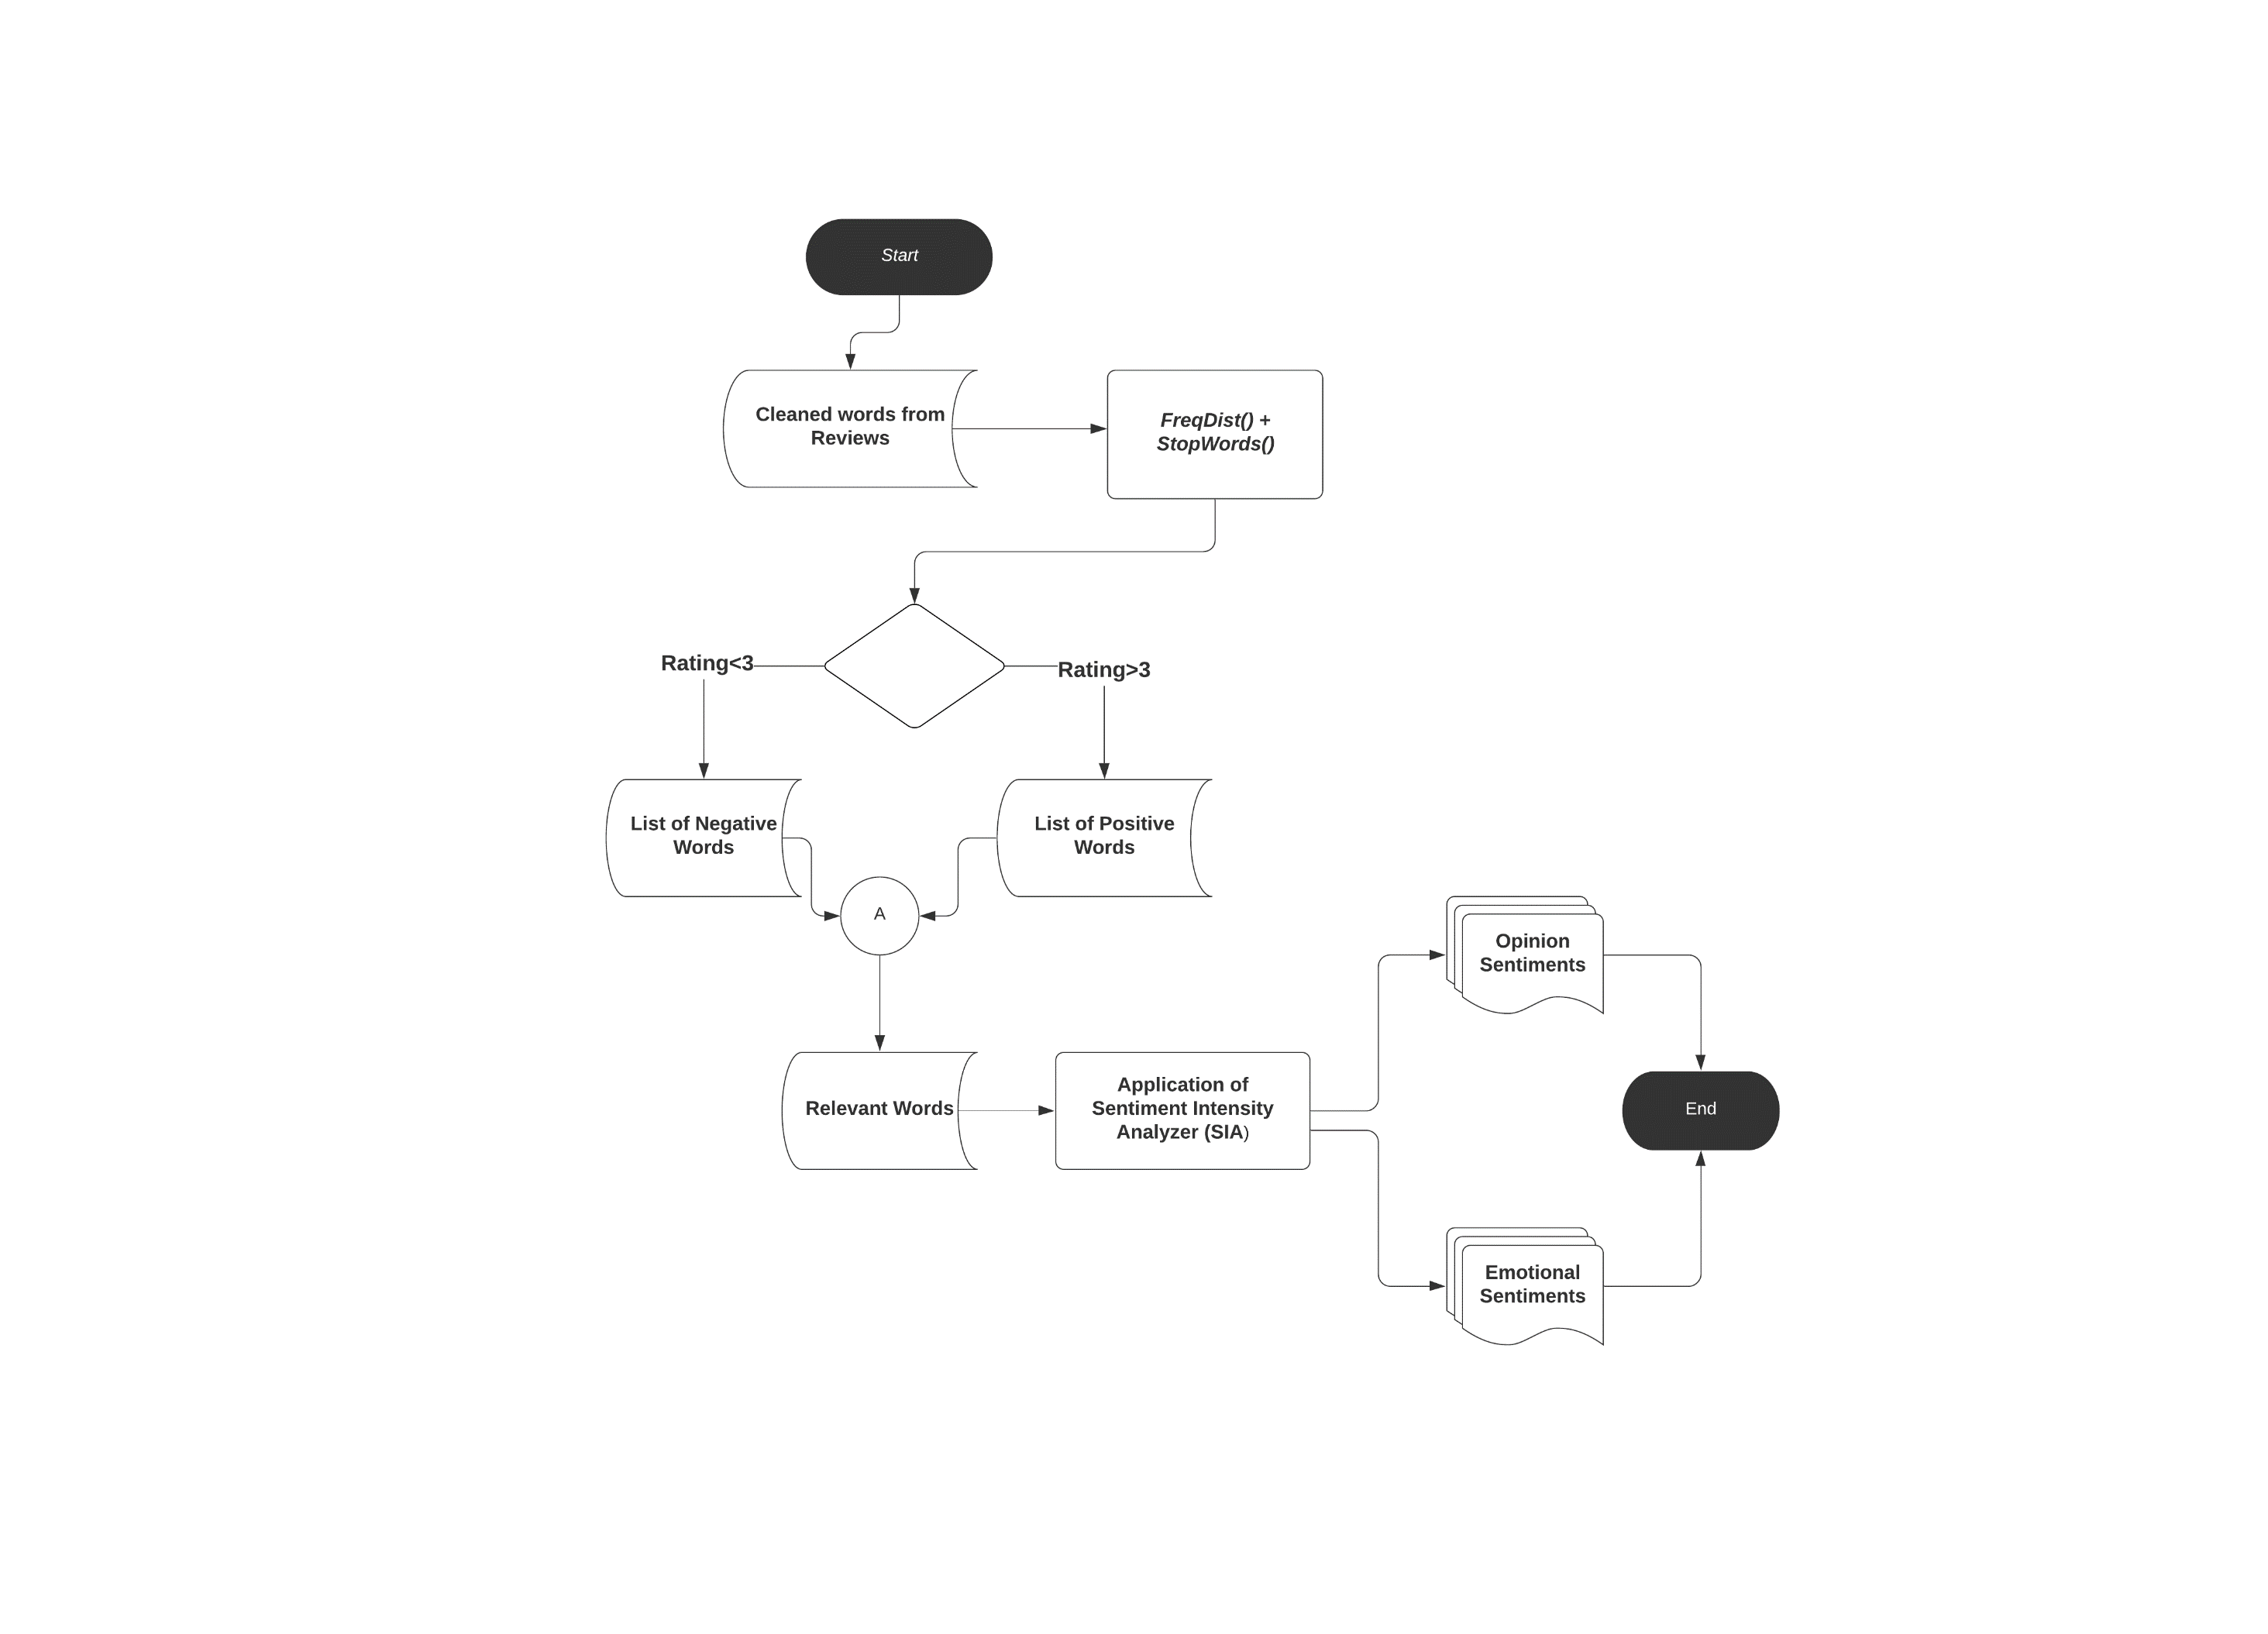 Start
Cleaned words from
Reviews
FreqDist() +
StopWords()
Rating<3
Rating>3
List of Negative
Words
List of Positive
Words
A
Opinion
Sentiments
Relevant Words
Application of
Sentiment Intensity
Analyzer (SIA)
End
Emotional
Sentiments